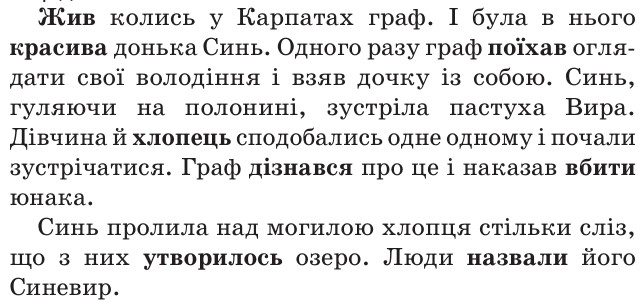 Жив колись у Карпатах граф. І була в нього
красива донька Синь. Одного разу граф поїхав огля-
дати свої володіння і взяв дочку із собою. Синь,
гуляючи на полонині, зустріла пастуха Вира.
Дівчина й хлопець сподобались одне одному і почали
зустрічатися. Граф дізнався про це і наказав вбити
юнака.
Синь пролила над могилою хлопця стільки сліз,
що з них утворилось озеро. Люди назвали його
Синевир.